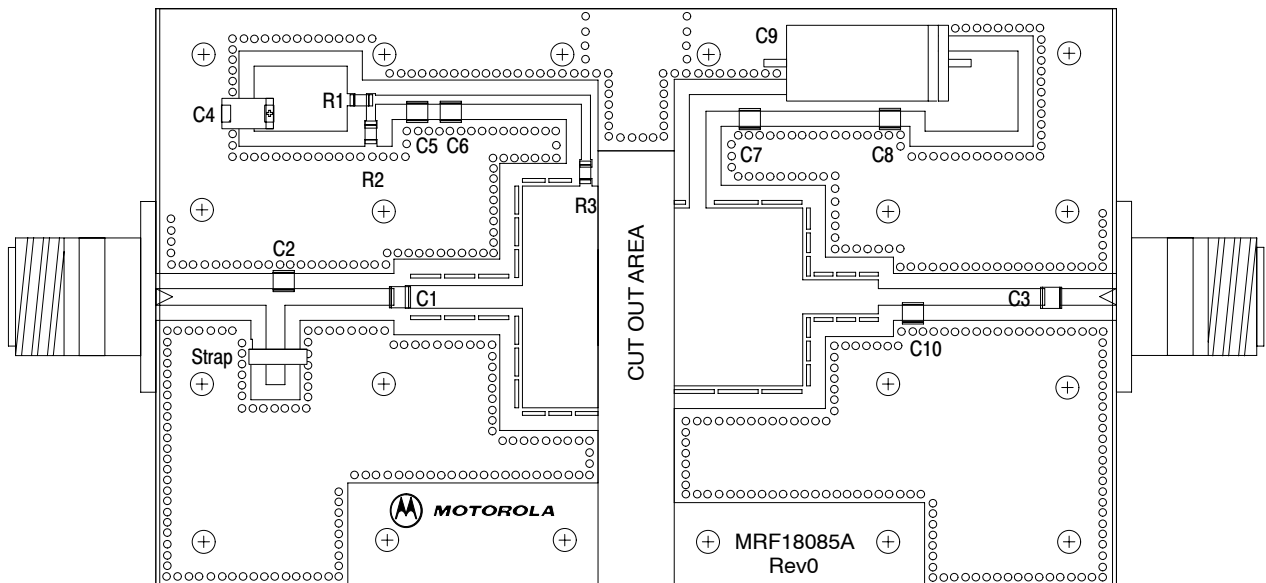 C9
R1
C4
C5 C6
C7
C8
R2
R3
C2
C1
C3
CUT OUT AREA
C10
Strap
MOTOROLA
MRF18085A
Rev0